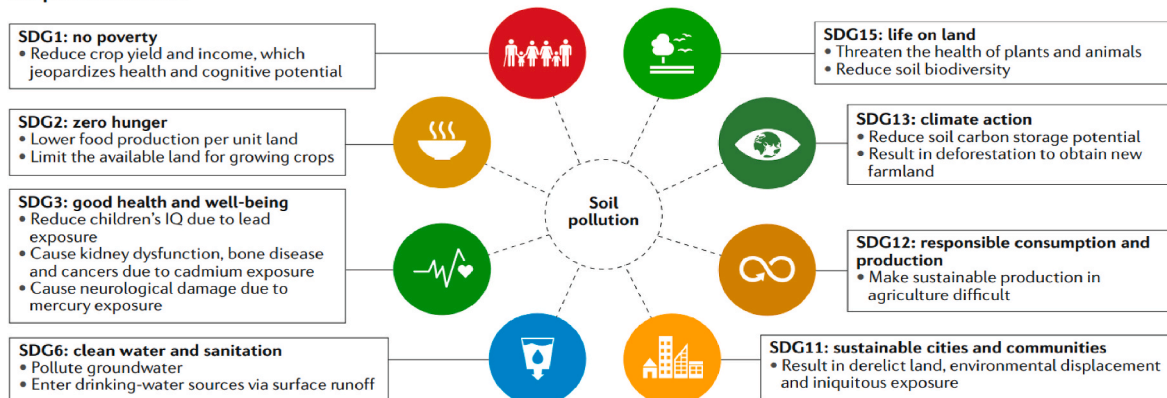 SDG1: no poverty
• Reduce crop yield and income, which
jeopardizes health and cognitive potential
SDG2: zero hunger
• Lower food production per unit land
• Limit the available land for growing crops
SDG3: good health and well-being
• Reduce children's IQ due to lead
exposure
• Cause kidney dysfunction, bone disease
and cancers due to cadmium exposure
• Cause neurological damage due to
mercury exposure
SDG6: clean water and sanitation
• Pollute groundwater
• Enter drinking-water sources via surface runoff
Soil
pollution
SDG15: life on land
• Threaten the health of plants and animals
• Reduce soil biodiversity
SDG13: climate action
• Reduce soil carbon storage potential
• Result in deforestation to obtain new
farmland
SDG12: responsible consumption and
production
• Make sustainable production in
agriculture difficult
SDG11: sustainable cities and communities
• Result in derelict land, environmental displacement
and iniquitous exposure